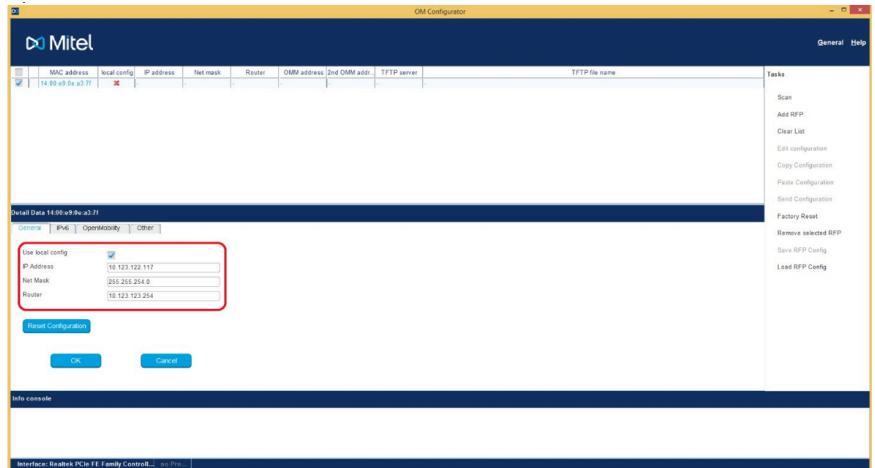 OM Configurator
Mitel
General Help
MAC address local config IP address Net mask Router OMM address 2nd OMM addr... TFTP server TFTP file name
14:00:e9:0e:a3:7f - - - - - - -
Tasks
Scan
Add RFP
Clear List
Edit configuration
Copy Configuration
Paste Configuration
Send Configuration
Factory Reset
Remove selected RFP
Save RFP Config
Load RFP Config
Detail Data 14:00:e9:0e:a3:7f
General IPv6 OpenMobility Other
Use local config
IP Address 10.123.122.117
Net Mask 255.255.254.0
Router 10.123.123.254
Reset Configuration
OK Cancel
Info console
Interface: Realtek PCIe FE Family Controll... no Pro...